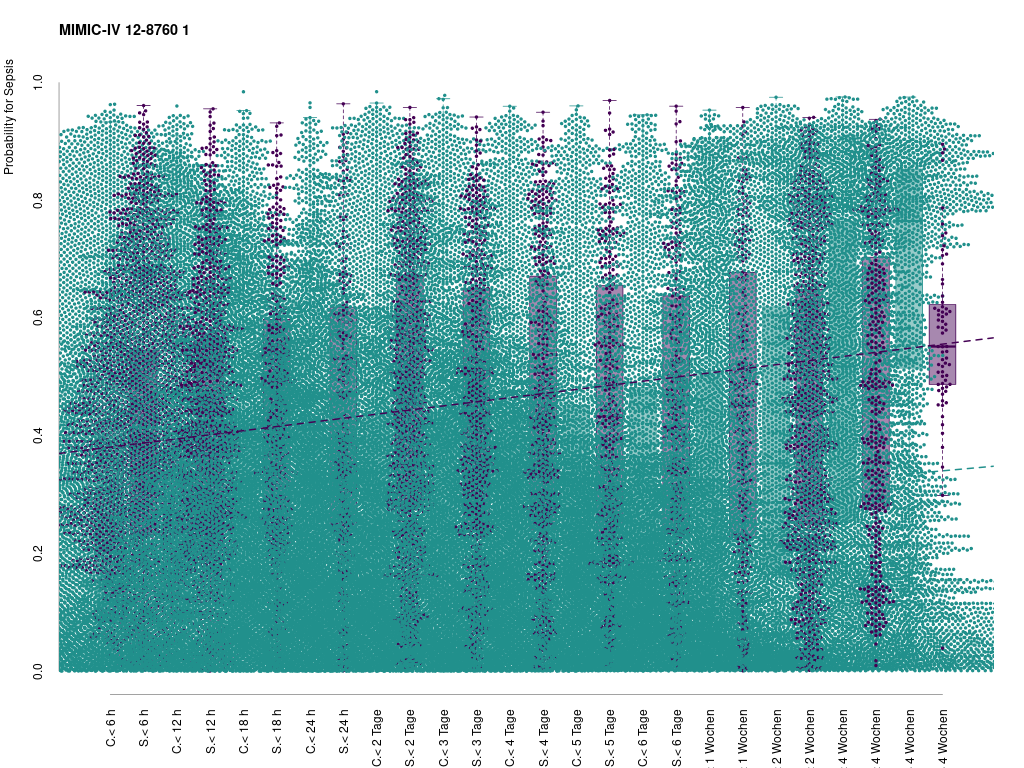 MIMIC-IV 12-8760 1
Probability for Sepsis
1.0
0.8
0.6
0.4
0.2
0.0
C.< 6 h
S.< 6 h
C.< 12 h
S.< 12 h
C.< 18 h
S.< 18 h
C.< 24 h
S.< 24 h
C.< 2 Tage
S.< 2 Tage
C.< 3 Tage
S.< 3 Tage
C.< 4 Tage
S.< 4 Tage
C.< 5 Tage
S.< 5 Tage
C.< 6 Tage
S.< 6 Tage
1 Wochen
1 Wochen
2 Wochen
2 Wochen
4 Wochen
4 Wochen
4 Wochen
4 Wochen